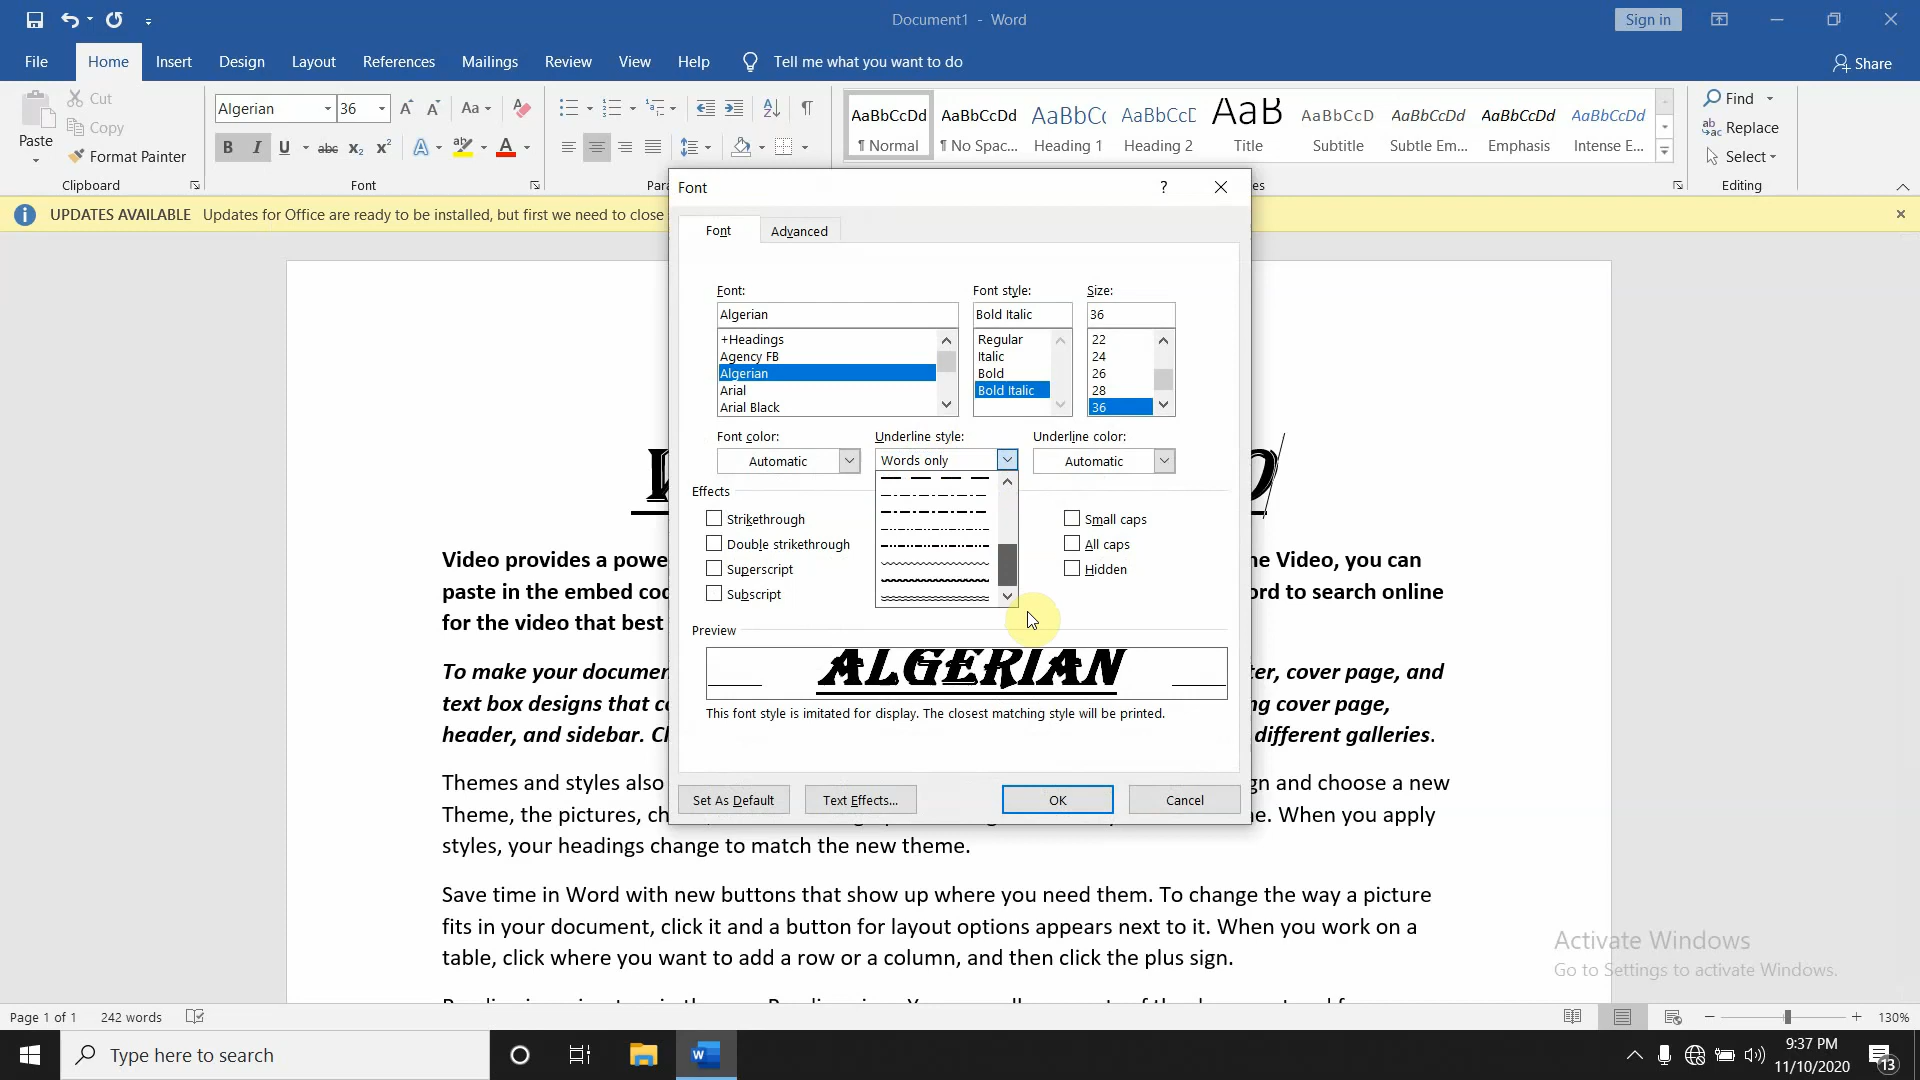 Document1 - Word
Sign in
File Home Insert Design Layout References Mailings Review View Help Tell me what you want to do
Share
Paste
Cut
Copy
Format Painter
Clipboard
Algerian 36
Font
AaBbCcDd ¶ Normal
AaBbCcDd ¶ No Spac...
AaBbCc Heading 1
AaBbCcE Heading 2
AaB Title
AaBbCcD Subtitle
AaBbCcDd Subtle Em...
AaBbCcDd Emphasis
AaBbCcDd Intense E...
Find
Replace
Select
Editing
UPDATES AVAILABLE Updates for Office are ready to be installed, but first we need to close
Font
Font Advanced
Font: Font style: Size:
Algerian Bold Italic 36
+Headings Regular 22
Agency FB Italic 24
Algerian Bold 26
Arial Bold Italic 28
Arial Black 36
Font color: Underline style: Underline color:
Automatic Words only Automatic
Effects
Strikethrough Small caps
Double strikethrough All caps
Superscript Hidden
Subscript
Preview
ALGERIAN
This font style is imitated for display. The closest matching style will be printed.
Set As Default Text Effects... OK Cancel
Video provides a powe ne Video, you can
paste in the embed coc ord to search online
for the video that best
To make your documen ter, cover page, and
text box designs that co ng cover page,
header, and sidebar. Cl different galleries.
Themes and styles also gn and choose a new
Theme, the pictures, ch e. When you apply
styles, your headings change to match the new theme.
Save time in Word with new buttons that show up where you need them. To change the way a picture
fits in your document, click it and a button for layout options appears next to it. When you work on a
table, click where you want to add a row or a column, and then click the plus sign.
Activate Windows
Go to Settings to activate Windows.
Page 1 of 1 242 words
130%
Type here to search
9:37 PM
11/10/2020
13